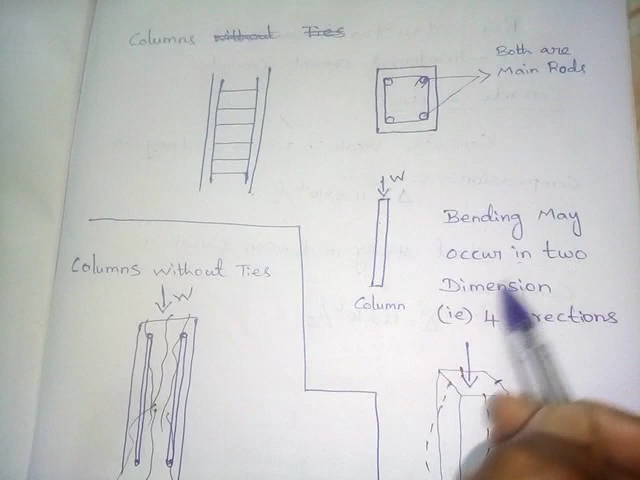 Columns without Ties
Both are
Main Rods
W
Bending May
occur in two
Dimension
(ie) 4 rections
Column
Columns without Ties
W